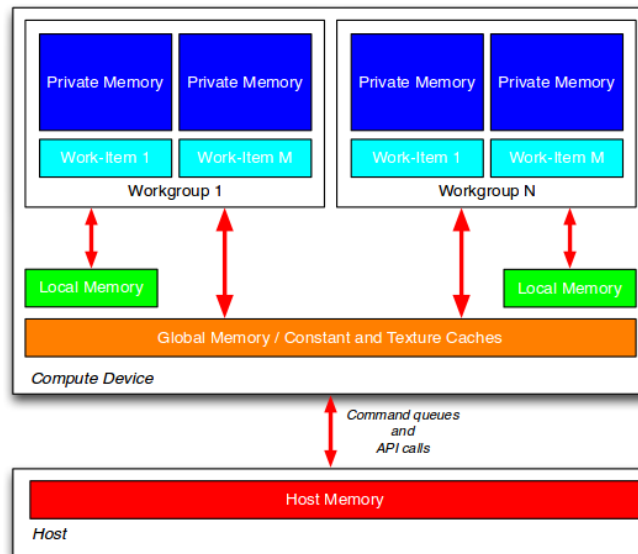 Private Memory Private Memory Private Memory Private Memory
Work-Item 1 Work-Item M Work-Item 1 Work-Item M
Workgroup 1 Workgroup N
Local Memory Local Memory
Global Memory / Constant and Texture Caches
Compute Device
Command queues
and
API calls
Host Memory
Host